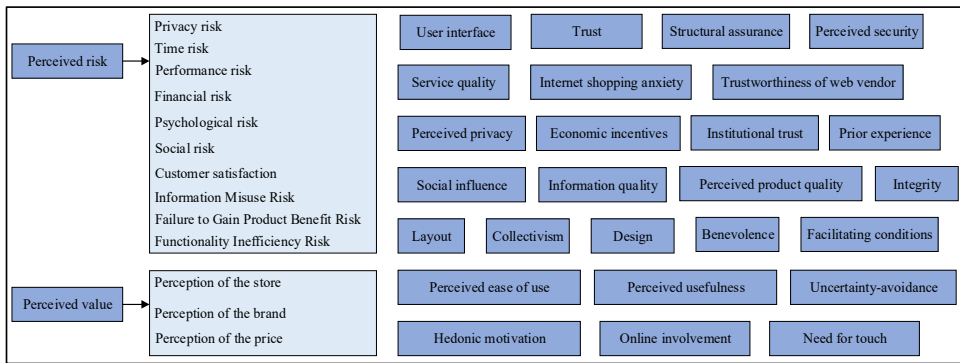 Perceived risk
Privacy risk
Time risk
Performance risk
Financial risk
Psychological risk
Social risk
Customer satisfaction
Information Misuse Risk
Failure to Gain Product Benefit Risk
Functionality Inefficiency Risk
Perceived value
Perception of the store
Perception of the brand
Perception of the price
User interface
Trust
Structural assurance
Perceived security
Service quality
Internet shopping anxiety
Trustworthiness of web vendor
Perceived privacy
Economic incentives
Institutional trust
Prior experience
Social influence
Information quality
Perceived product quality
Integrity
Layout
Collectivism
Design
Benevolence
Facilitating conditions
Perceived ease of use
Perceived usefulness
Uncertainty-avoidance
Hedonic motivation
Online involvement
Need for touch